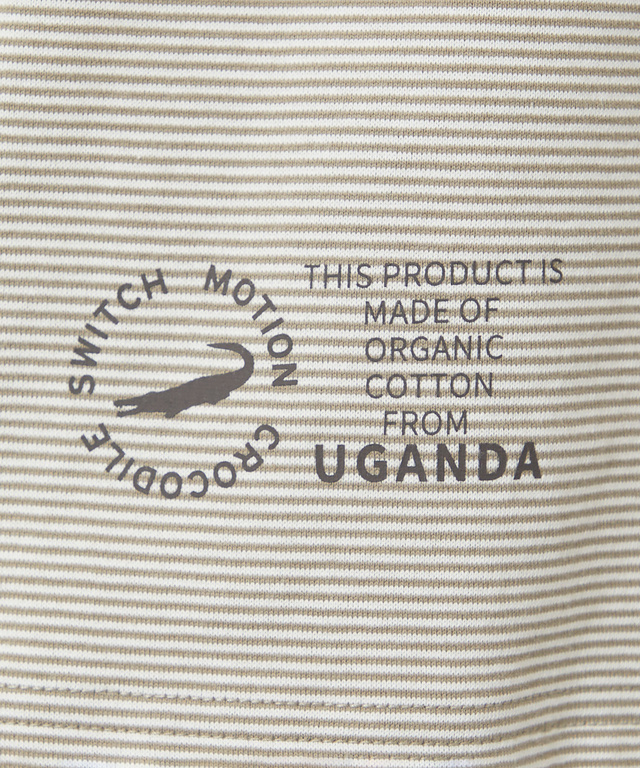 SWITCH MOTION CROCODILE
THIS PRODUCT IS
MADE OF
ORGANIC
COTTON
FROM
UGANDA